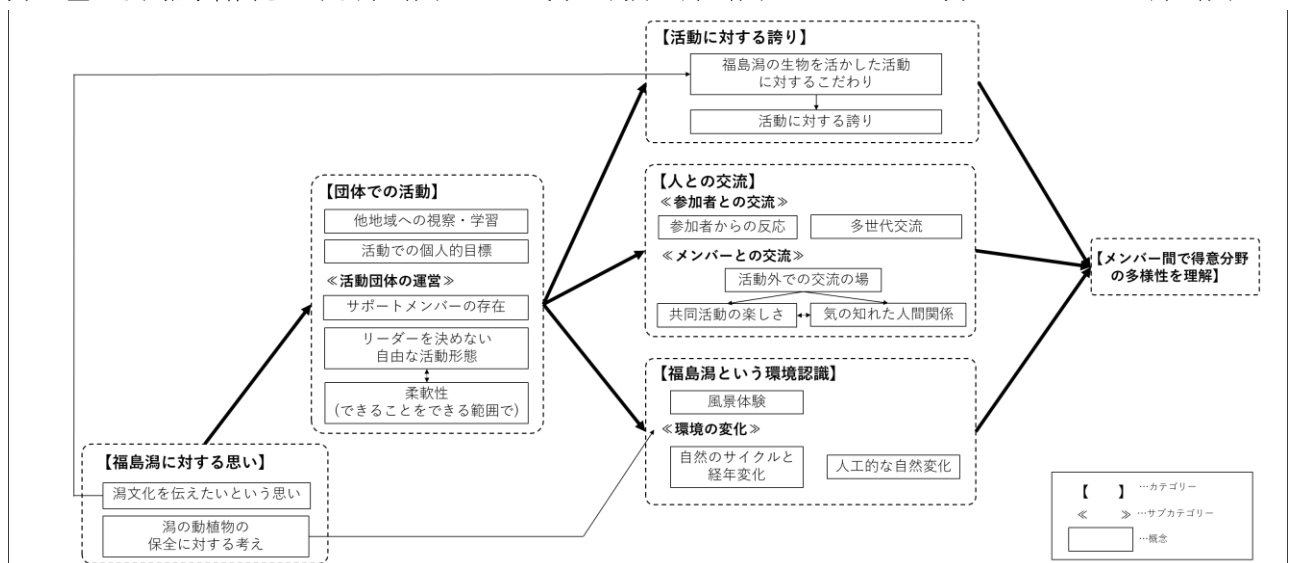 【活動に対する誇り】
福島潟の生物を活かした活動
に対するこだわり
活動に対する誇り
【団体での活動】
他地域への視察・学習
活動での個人的目標
≪活動団体の運営≫
サポートメンバーの存在
リーダーを決めない
自由な活動形態
柔軟性
(できることをできる範囲で)
【人との交流】
≪参加者との交流≫
参加者からの反応
多世代交流
≪メンバーとの交流≫
活動外での交流の場
共同活動の楽しさ
気の知れた人間関係
【メンバー間で得意分野
の多様性を理解】
【福島潟という環境認識】
風景体験
≪環境の変化≫
自然のサイクルと
経年変化
人工的な自然変化
【福島潟に対する思い】
潟文化を伝えたいという思い
潟の動植物の
保全に対する考え
【 】 …カテゴリー
≪ ≫ …サブカテゴリー
…概念